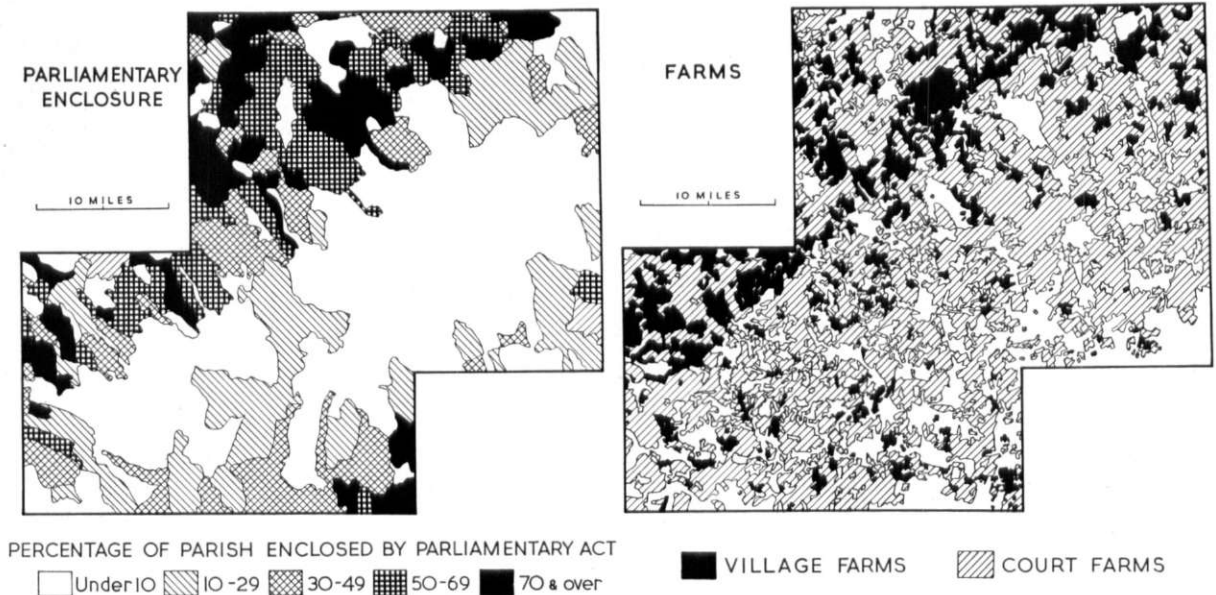 PARLIAMENTARY
ENCLOSURE
10 MILES
FARMS
10 MILES
PERCENTAGE OF PARISH ENCLOSED BY PARLIAMENTARY ACT
Under 10 10-29 30-49 50-69 70 & over
VILLAGE FARMS COURT FARMS